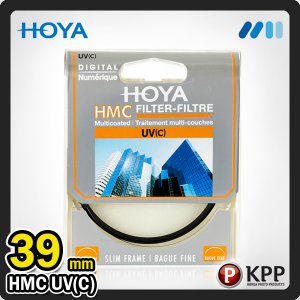 HOYA
UV(C)
DIGITAL
Numérique
HOYA
HMC FILTER-FILTRE
Multicoated : Traitement multi-couches
UV(C)
39mm
HMC UV(C)
SLIM FRAME | BAGUE FINE
P KPP